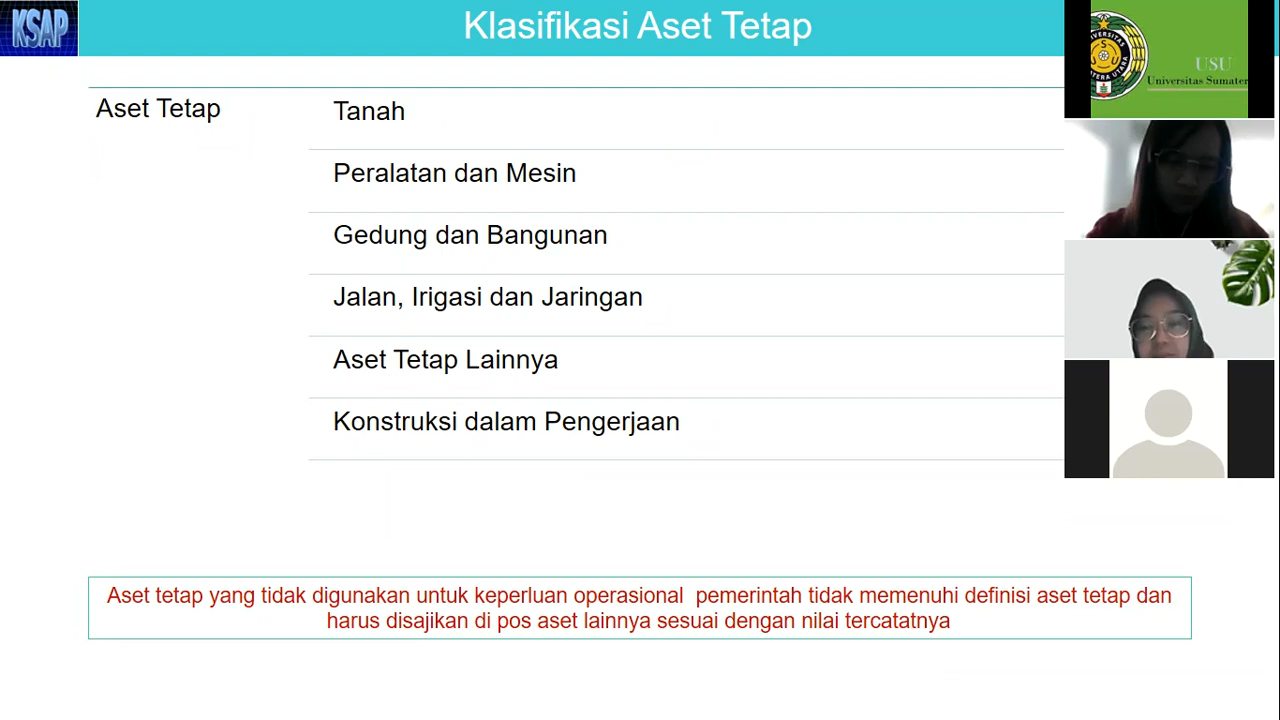 KSAP
Klasifikasi Aset Tetap
Aset Tetap
Tanah
Peralatan dan Mesin
Gedung dan Bangunan
Jalan, Irigasi dan Jaringan
Aset Tetap Lainnya
Konstruksi dalam Pengerjaan
Aset tetap yang tidak digunakan untuk keperluan operasional pemerintah tidak memenuhi definisi aset tetap dan
harus disajikan di pos aset lainnya sesuai dengan nilai tercatatnya
USU
Universitas Sumater